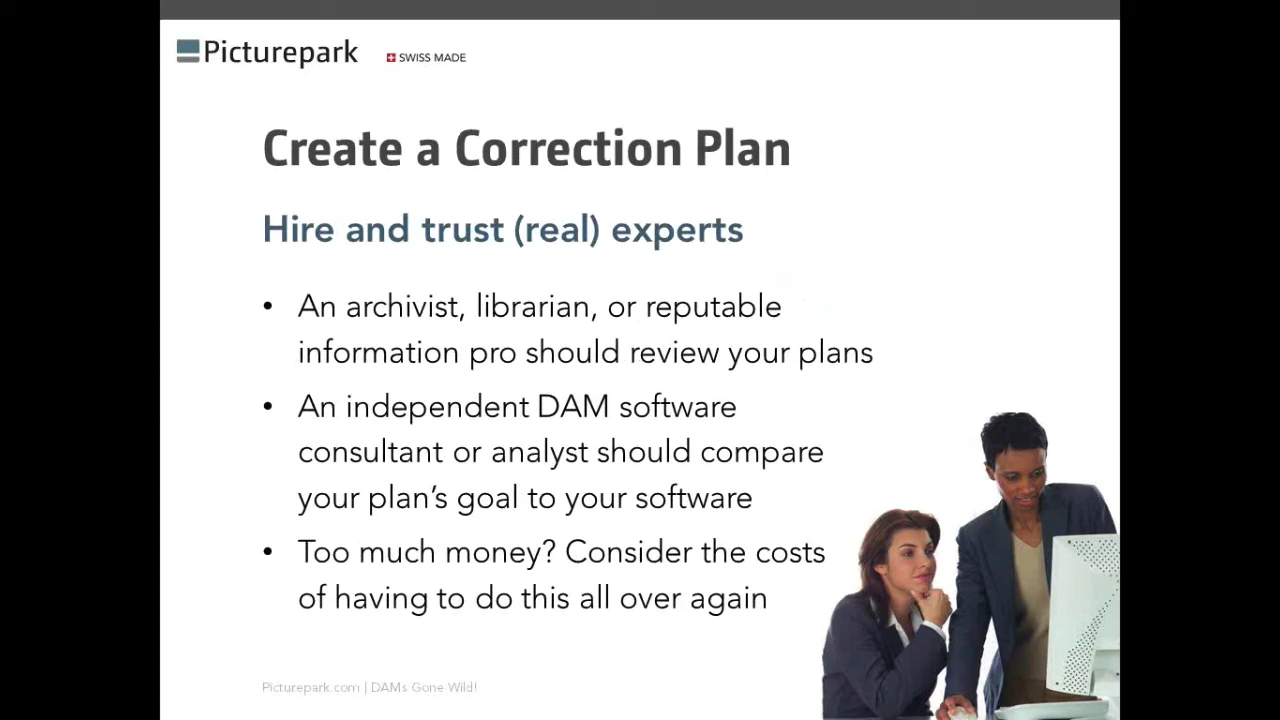 Picturepark SWISS MADE
Create a Correction Plan
Hire and trust (real) experts
• An archivist, librarian, or reputable
information pro should review your plans
• An independent DAM software
consultant or analyst should compare
your plan’s goal to your software
• Too much money? Consider the costs
of having to do this all over again
Picturepark.com | DAMs Gone Wild!